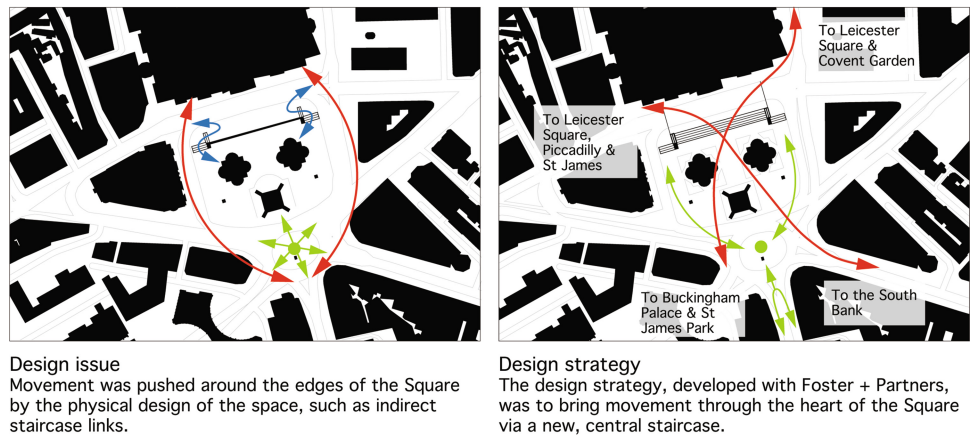 To Leicester
Square &
Covent Garden
To Leicester
Square,
Piccadilly &
St James
To Buckingham
Palace & St
James Park
To the South
Bank
Design issue
Movement was pushed around the edges of the Square
by the physical design of the space, such as indirect
staircase links.
Design strategy
The design strategy, developed with Foster + Partners,
was to bring movement through the heart of the Square
via a new, central staircase.